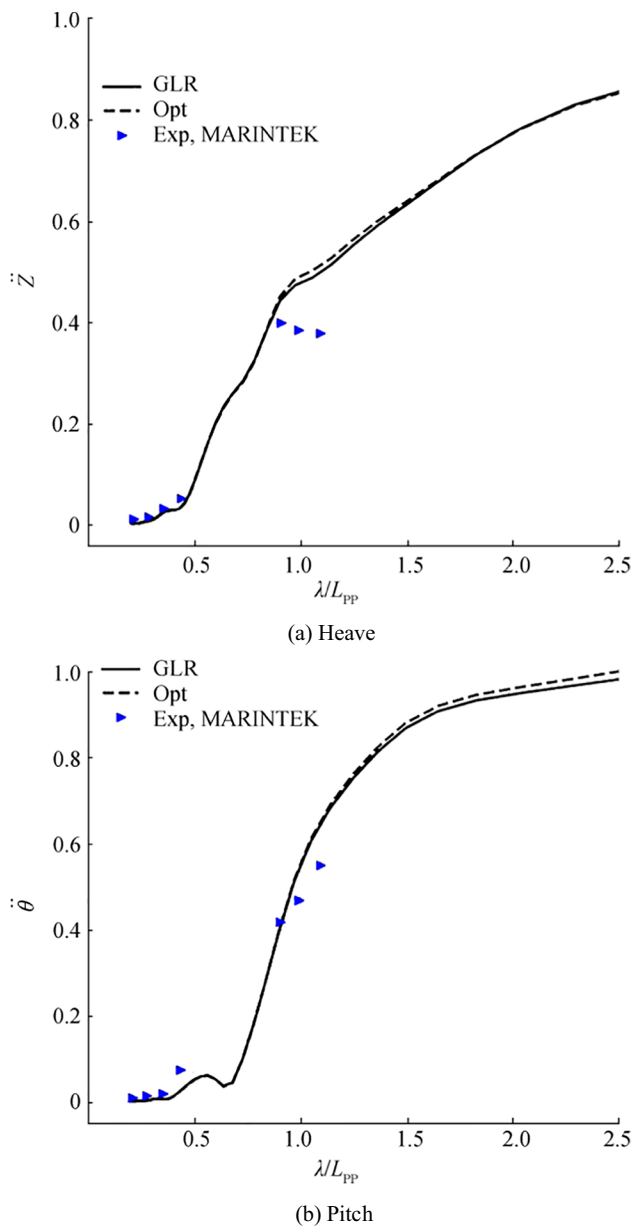 1.0
GLR
Opt
Exp, MARINTEK
0.8
0.6
Z̈
0.4
0.2
0
0.5 1.0 1.5 2.0 2.5
λ/LPP
(a) Heave
1.0
GLR
Opt
Exp, MARINTEK
0.8
0.6
θ̈
0.4
0.2
0
0.5 1.0 1.5 2.0 2.5
λ/LPP
(b) Pitch